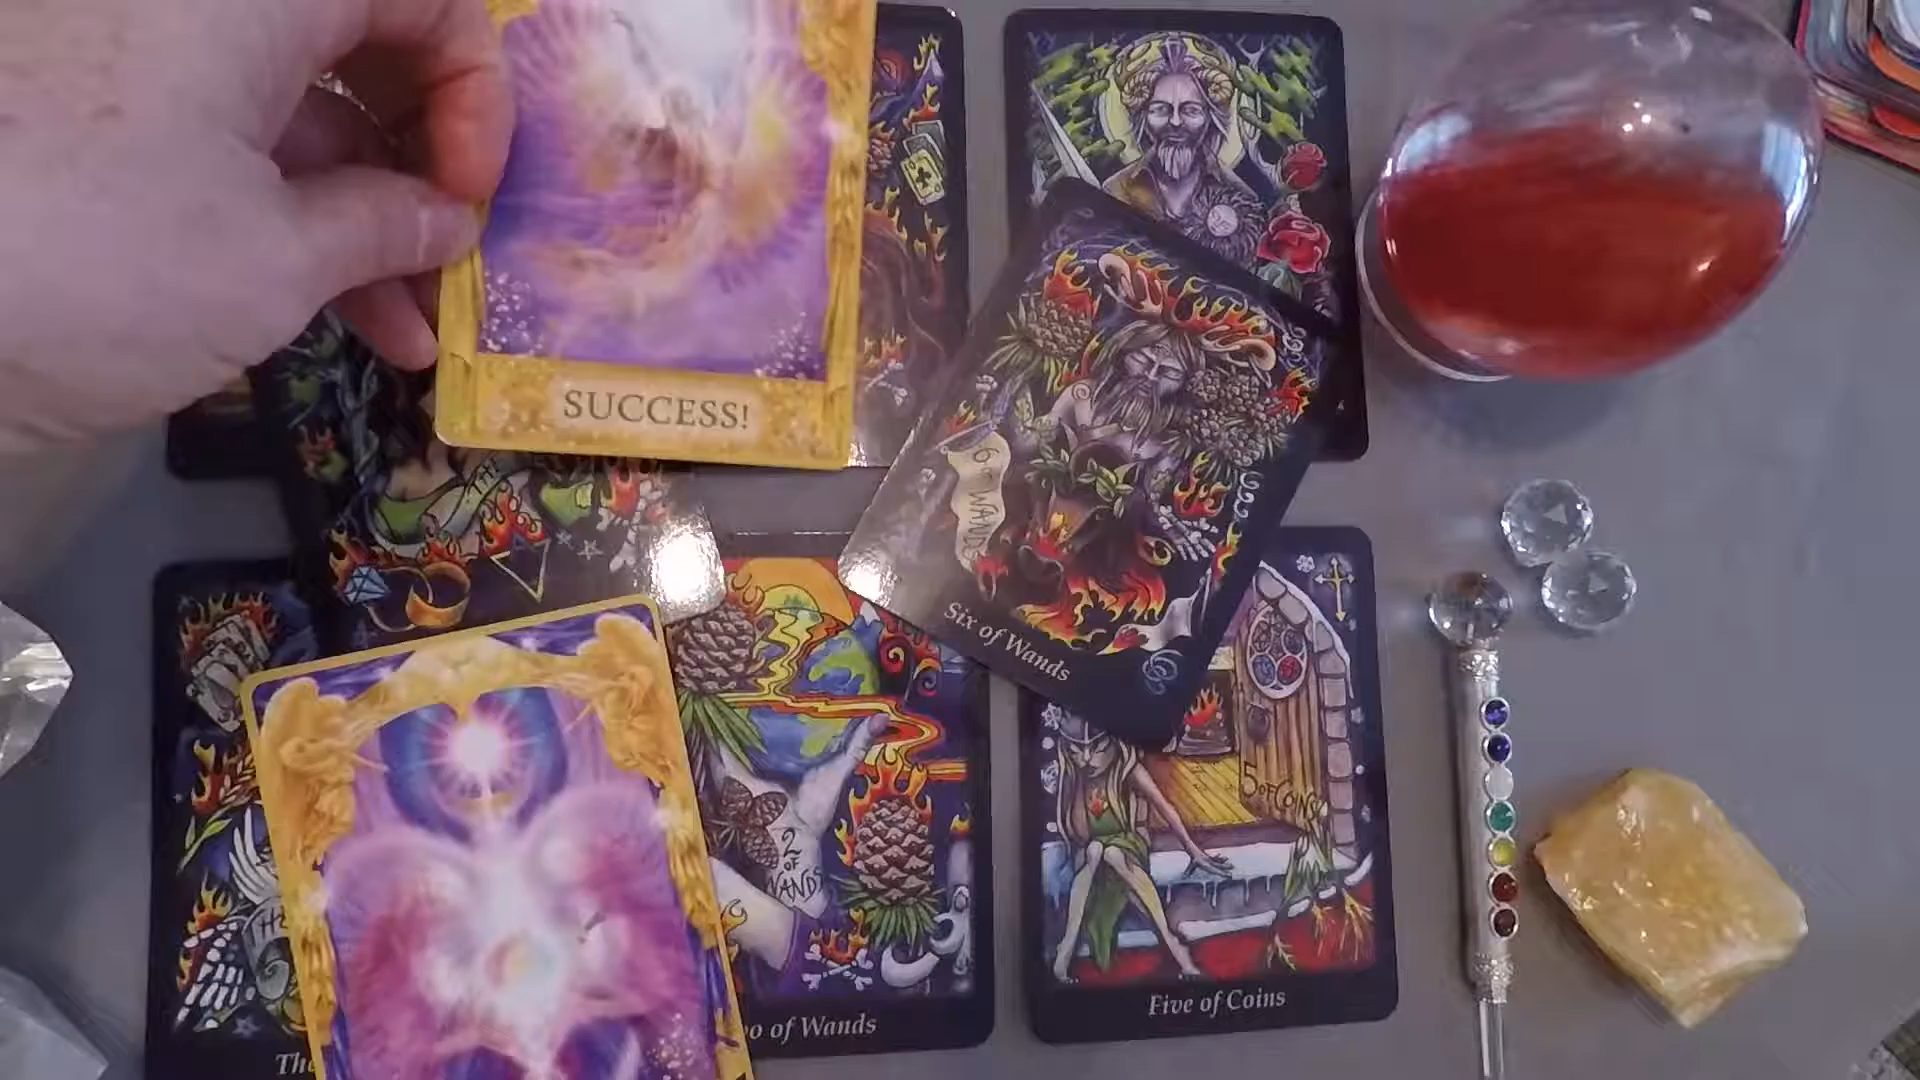 SUCCESS!
THE
6 OF WANDS
Six of Wands
5 OF COINS
2
OF
WANDS
The
o of Wands
Five of Coins